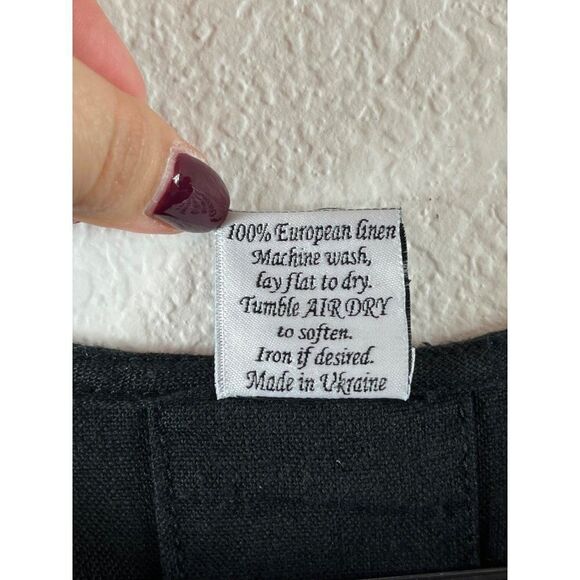 100% European linen
Machine wash,
lay flat to dry.
Tumble AIR DRY
to soften.
Iron if desired.
Made in Ukraine